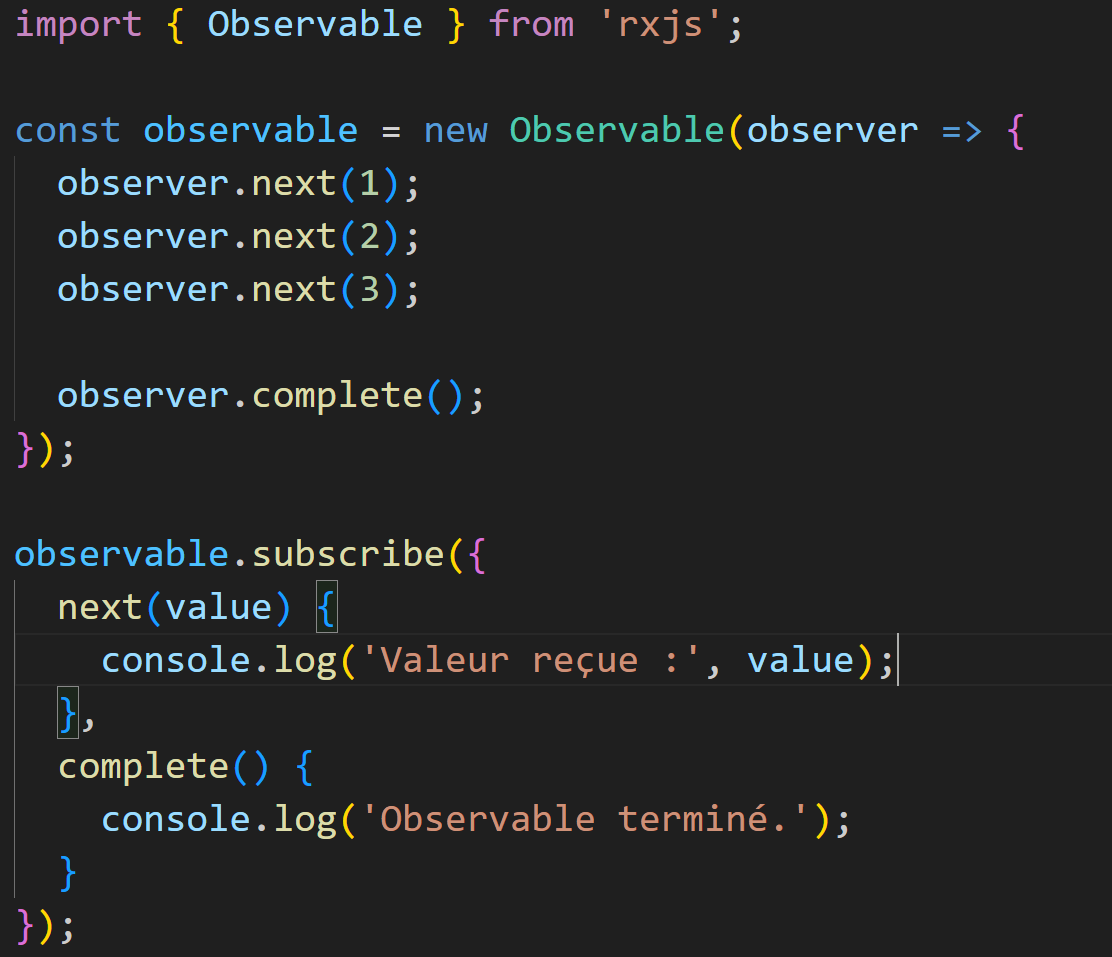 import { Observable } from 'rxjs';
const observable = new Observable(observer => {
  observer.next(1);
  observer.next(2);
  observer.next(3);
  observer.complete();
});
observable.subscribe({
  next(value) {
    console.log('Valeur reçue :', value);
  },
  complete() {
    console.log('Observable terminé.');
  }
});